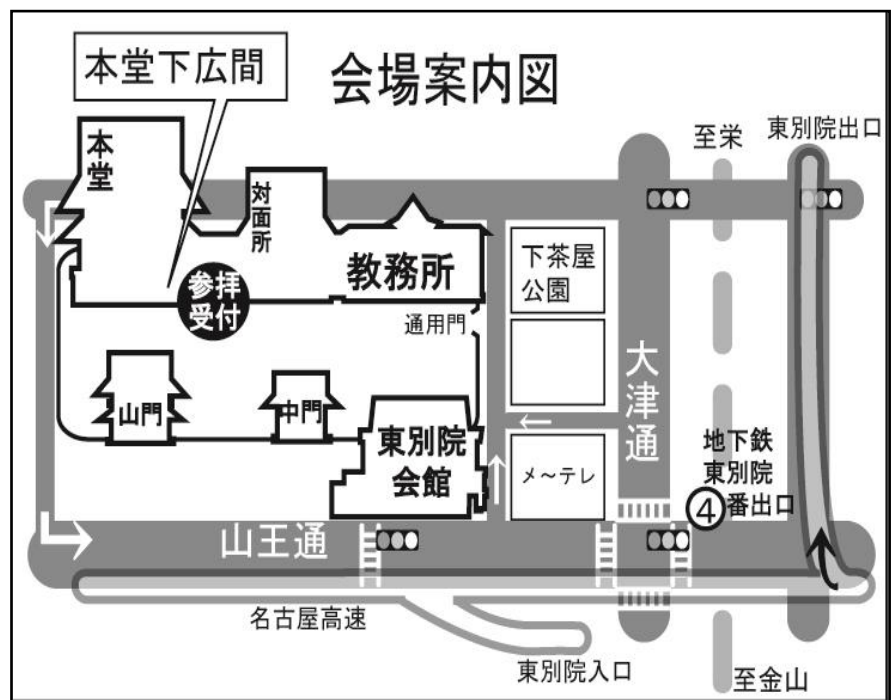 本堂下広間
会場案内図
至栄
東別院出口
本堂
対面所
教務所
参拝
受付
下茶屋
公園
通用門
大津通
山門
中門
東別院
会館
メ〜テレ
地下鉄
東別院
④番出口
山王通
名古屋高速
東別院入口
至金山